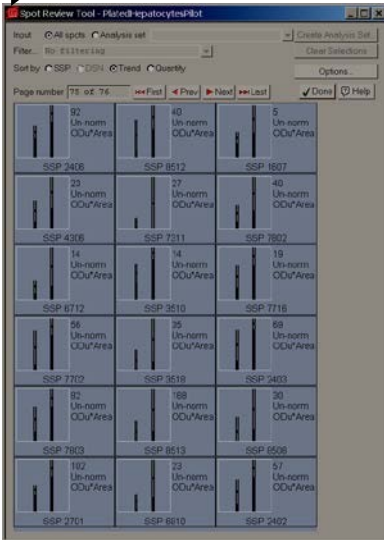 Spot Review Tool - PlatedHepatocytesPilot
Input All spots Analysis set Create Analysis Set...
Filter... No filtering Clear Selections
Sort by SSP DSN Trend Quantity Options...
Page number 75 of 76 First Prev Next Last Done Help
92 40 5
Un-norm Un-norm Un-norm
ODu*Area ODu*Area ODu*Area
SSP 2406 SSP 8512 SSP 1607
23 27 40
Un-norm Un-norm Un-norm
ODu*Area ODu*Area ODu*Area
SSP 4306 SSP 7311 SSP 7802
14 14 19
Un-norm Un-norm Un-norm
ODu*Area ODu*Area ODu*Area
SSP 6712 SSP 3510 SSP 7716
56 35 69
Un-norm Un-norm Un-norm
ODu*Area ODu*Area ODu*Area
SSP 7702 SSP 3518 SSP 2403
82 168 30
Un-norm Un-norm Un-norm
ODu*Area ODu*Area ODu*Area
SSP 7803 SSP 8513 SSP 8508
102 23 57
Un-norm Un-norm Un-norm
ODu*Area ODu*Area ODu*Area
SSP 2701 SSP 6610 SSP 2402